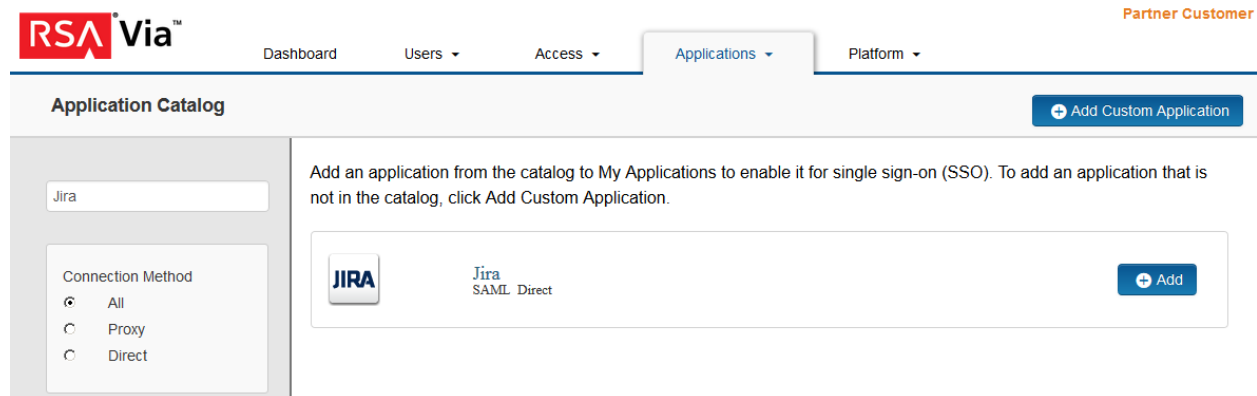 Partner Customer
RSA Via™
Dashboard Users Access Applications Platform
Application Catalog
Add Custom Application
Jira
Add an application from the catalog to My Applications to enable it for single sign-on (SSO). To add an application that is
not in the catalog, click Add Custom Application.
Connection Method
All
Proxy
Direct
JIRA
Jira
SAML Direct
Add